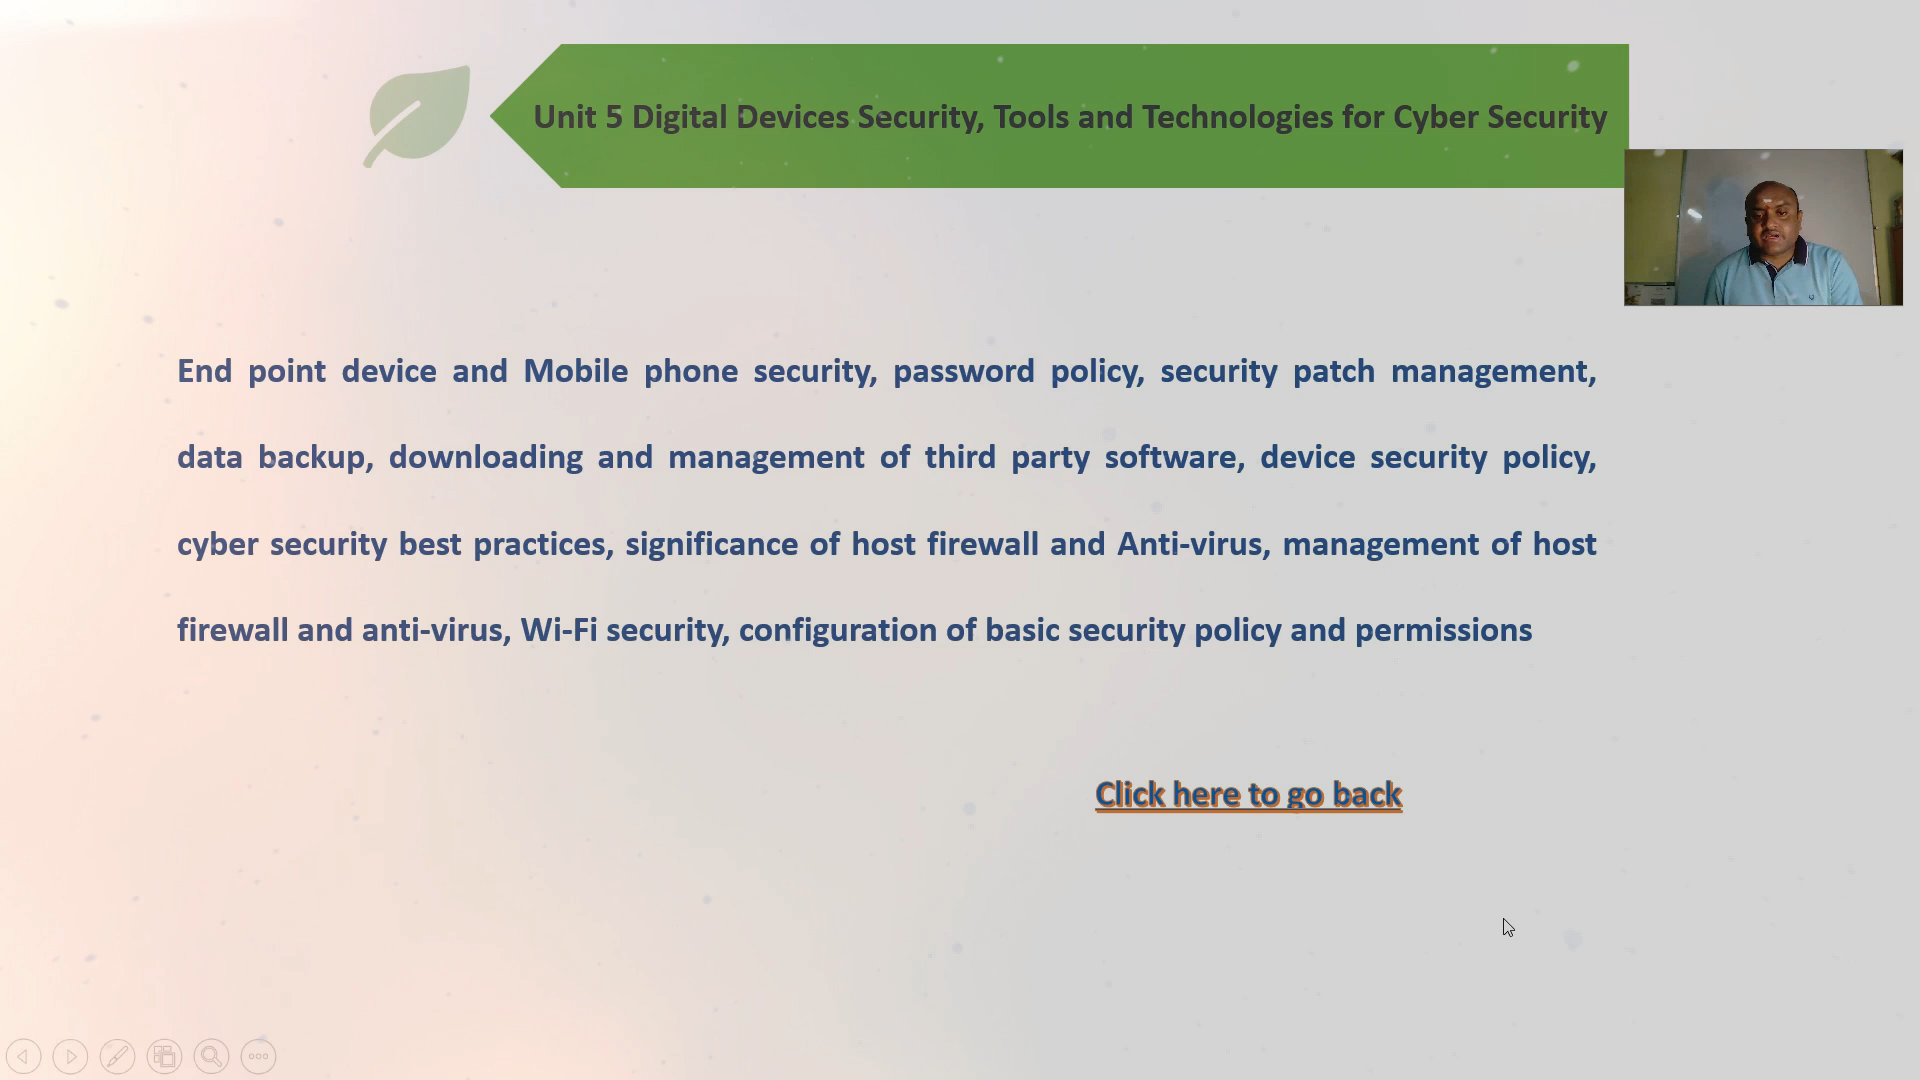 Unit 5 Digital Devices Security, Tools and Technologies for Cyber Security
End point device and Mobile phone security, password policy, security patch management,
data backup, downloading and management of third party software, device security policy,
cyber security best practices, significance of host firewall and Anti-virus, management of host
firewall and anti-virus, Wi-Fi security, configuration of basic security policy and permissions
Click here to go back